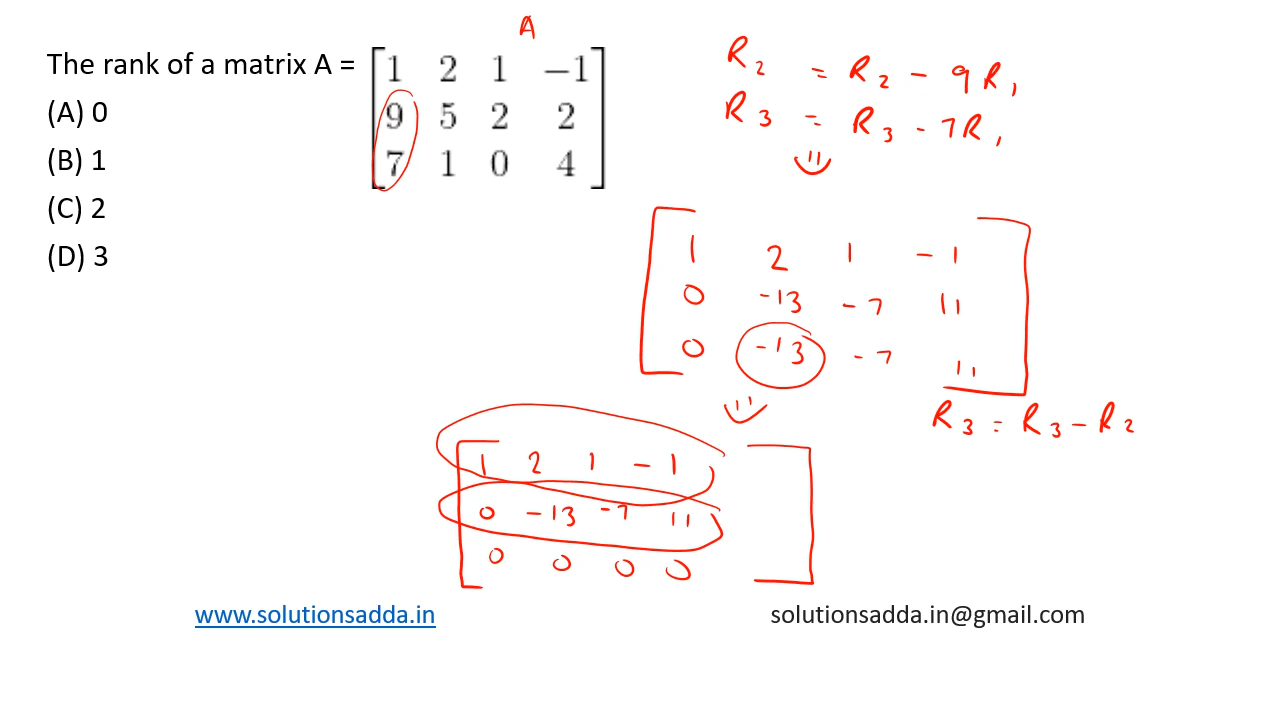 A
The rank of a matrix A =
1 2 1 −1
9 5 2 2
7 1 0 4
(A) 0
(B) 1
(C) 2
(D) 3
R2 = R2 - 9R1
R3 = R3 - 7R1
1 2 1 -1
0 -13 -7 11
0 -13 -7 11
R3 = R3 - R2
1 2 1 -1
0 -13 -7 11
0 0 0 0
www.solutionsadda.in
solutionsadda.in@gmail.com